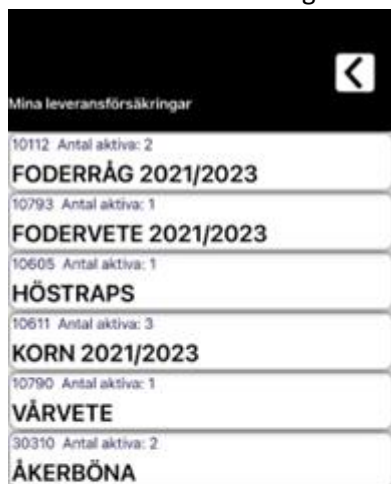 Mina leveransförsäkringar
10112 Antal aktiva: 2
FODERRÅG 2021/2023
10793 Antal aktiva: 1
FODERVETE 2021/2023
10605 Antal aktiva: 1
HÖSTRAPS
10611 Antal aktiva: 3
KORN 2021/2023
10790 Antal aktiva: 1
VÅRVETE
30310 Antal aktiva: 2
ÅKERBÖNA